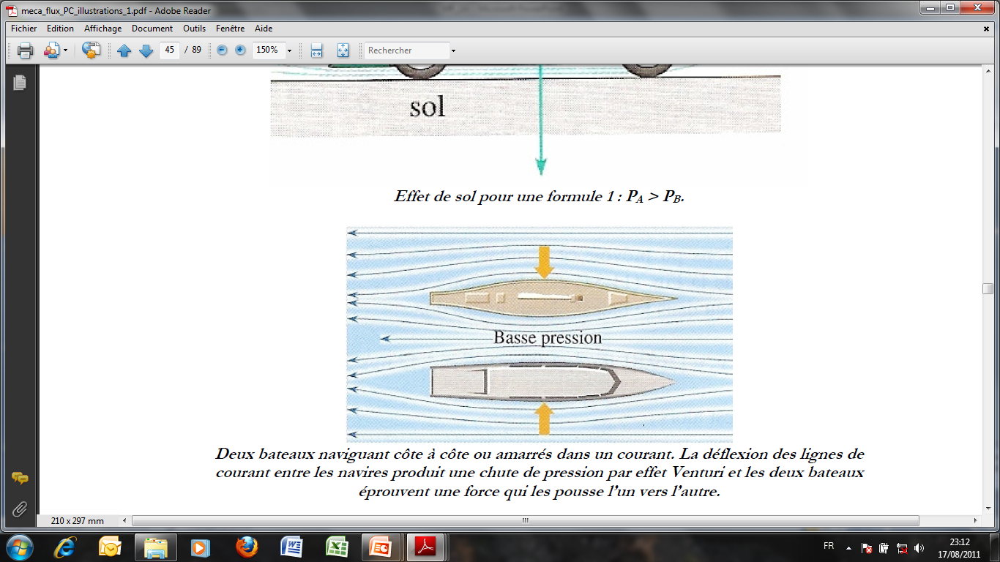 meca_flux_PC_illustrations_1.pdf - Adobe Reader
Fichier Edition Affichage Document Outils Fenêtre Aide
45 / 89 150% Rechercher
sol
Effet de sol pour une formule 1 : PA > PB.
Basse pression
Deux bateaux naviguant côte à côte ou amarrés dans un courant. La déflexion des lignes de
courant entre les navires produit une chute de pression par effet Venturi et les deux bateaux
éprouvent une force qui les pousse l'un vers l'autre.
210 x 297 mm
FR
23:12
17/08/2011